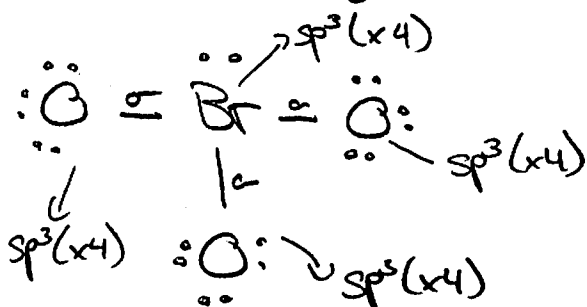 sp³(x4)
:O σ Br σ O:
sp³(x4)
sp³(x4)
σ
:O:
sp³(x4)